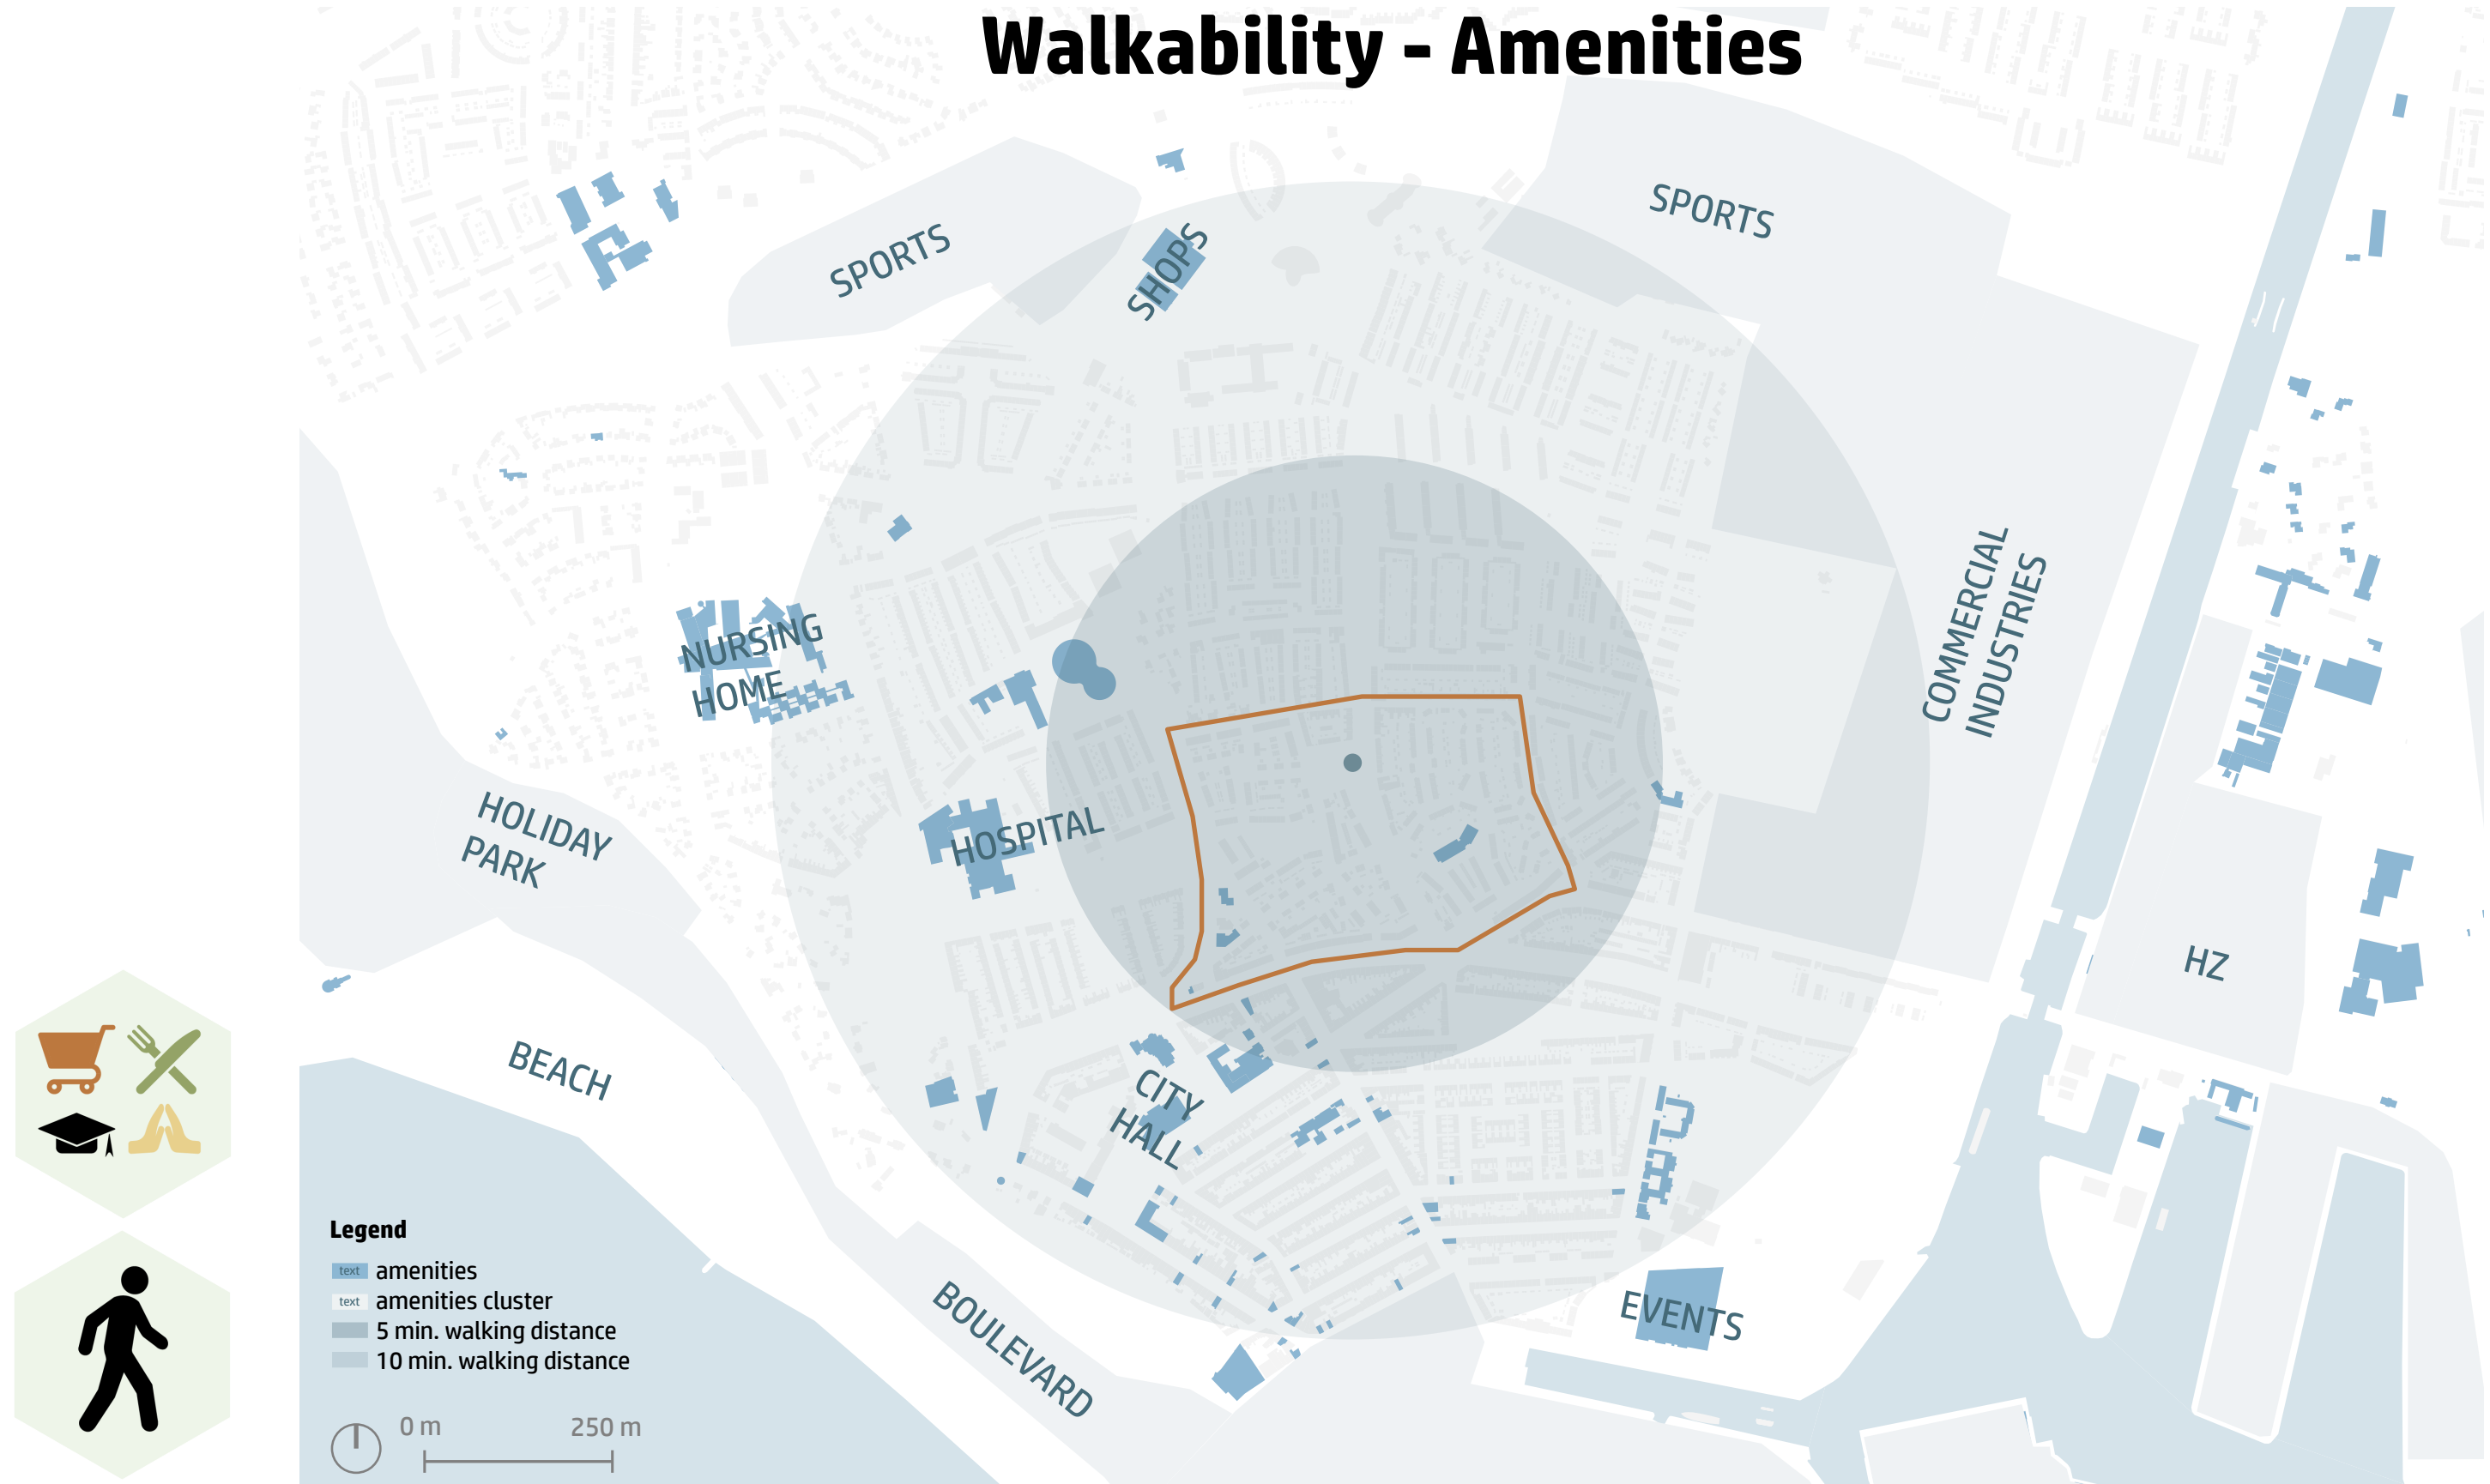 Walkability - Amenities
SPORTS
SPORTS
SHOPS
COMMERCIAL
INDUSTRIES
NURSING
HOME
HOSPITAL
HOLIDAY
PARK
HZ
BEACH
CITY
HALL
BOULEVARD
EVENTS
Legend
text amenities
text amenities cluster
5 min. walking distance
10 min. walking distance
0 m 250 m